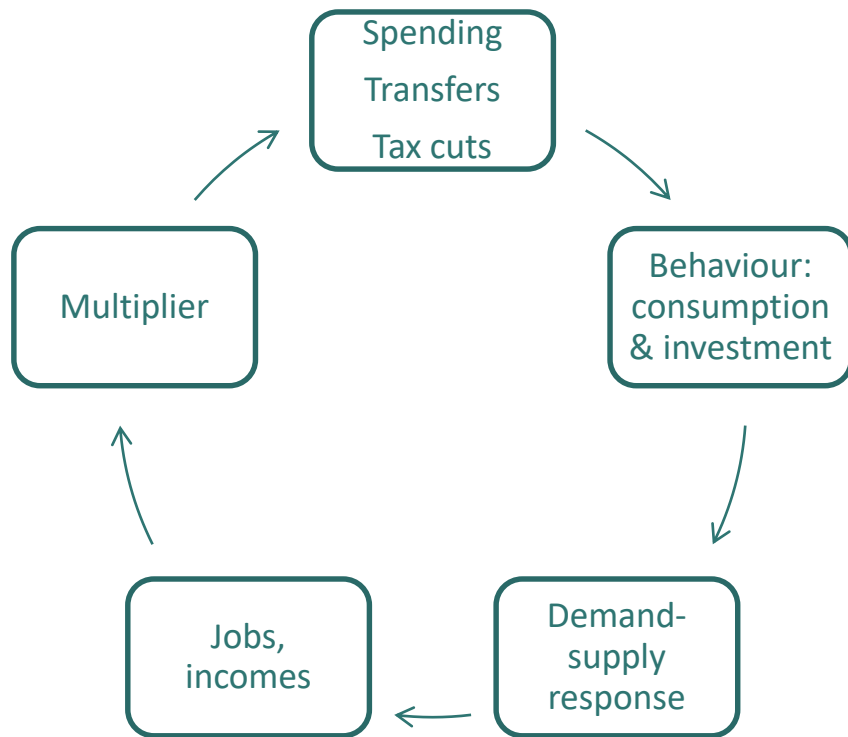 Spending
Transfers
Tax cuts
Behaviour:
consumption
& investment
Demand-
supply
response
Jobs,
incomes
Multiplier